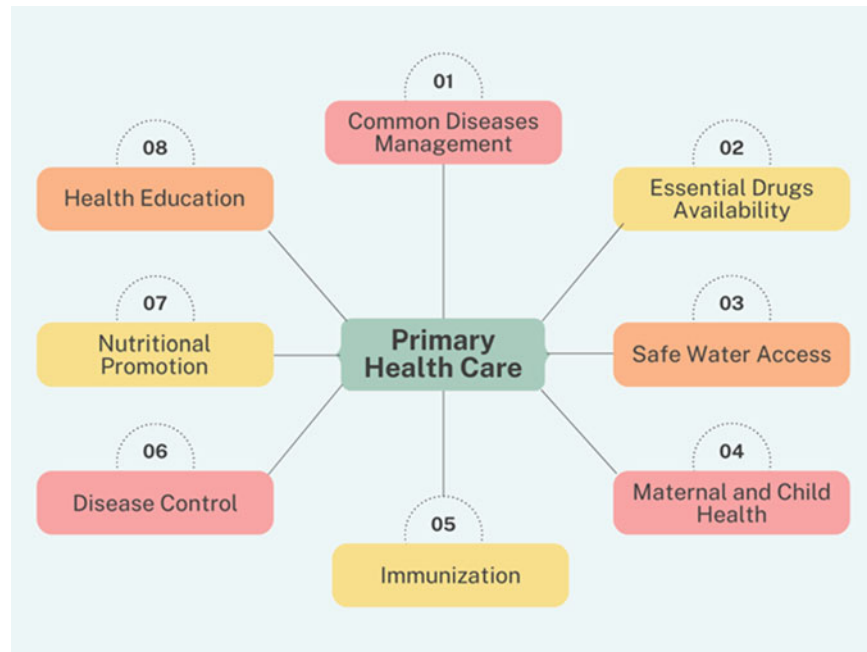 01
Common Diseases
Management
02
Essential Drugs
Availability
03
Safe Water Access
04
Maternal and Child
Health
05
Immunization
06
Disease Control
07
Nutritional
Promotion
08
Health Education
Primary
Health Care